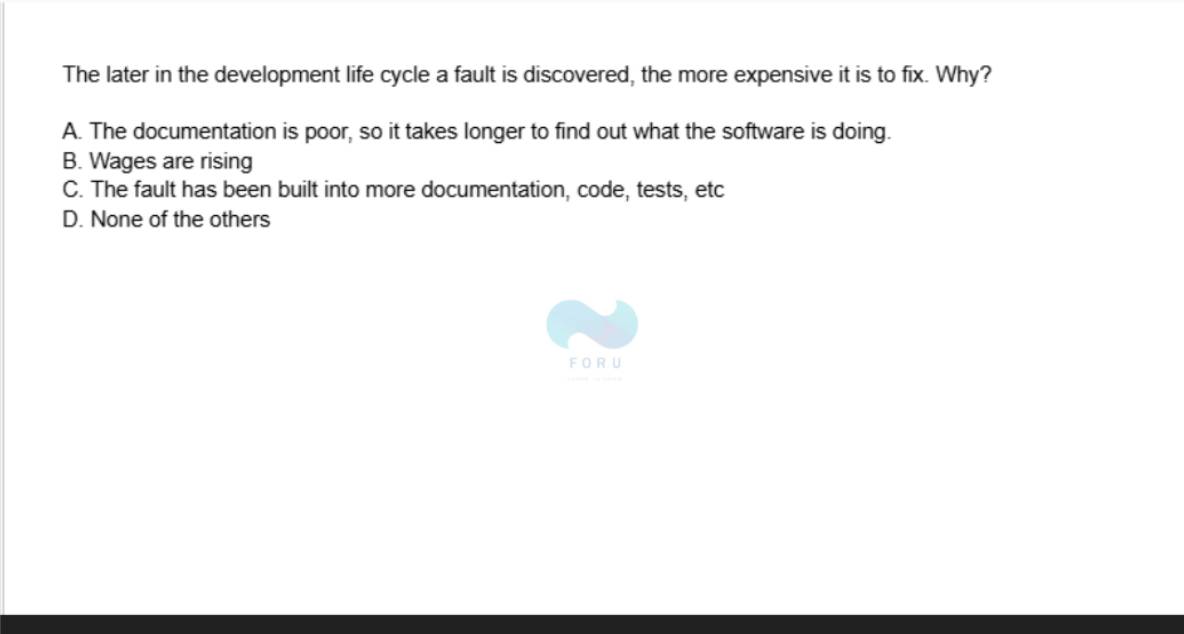 The later in the development life cycle a fault is discovered, the more expensive it is to fix. Why?
A. The documentation is poor, so it takes longer to find out what the software is doing.
B. Wages are rising
C. The fault has been built into more documentation, code, tests, etc
D. None of the others
FORU